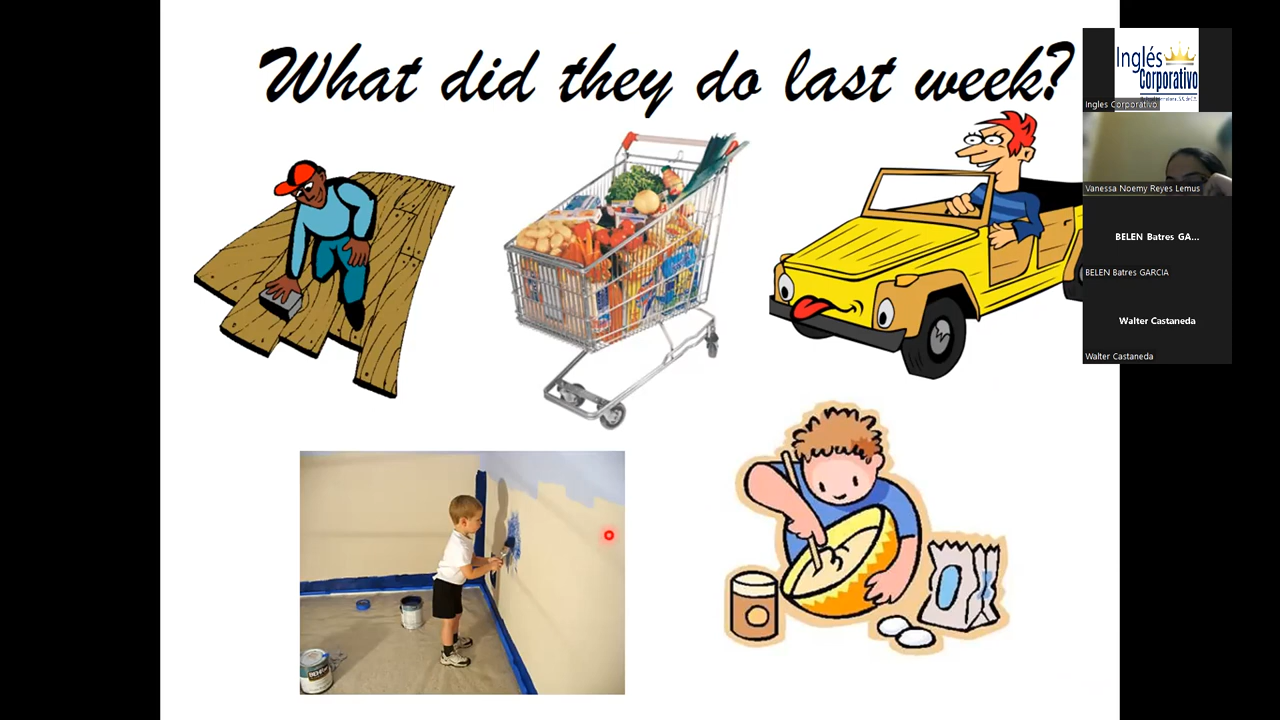 What did they do last week?
Inglés
Corporativo
Ingles Corporativo
Vanessa Noemy Reyes Lemus
BELEN Batres GA...
BELEN Batres GARCIA
Walter Castaneda
Walter Castaneda
BEHR